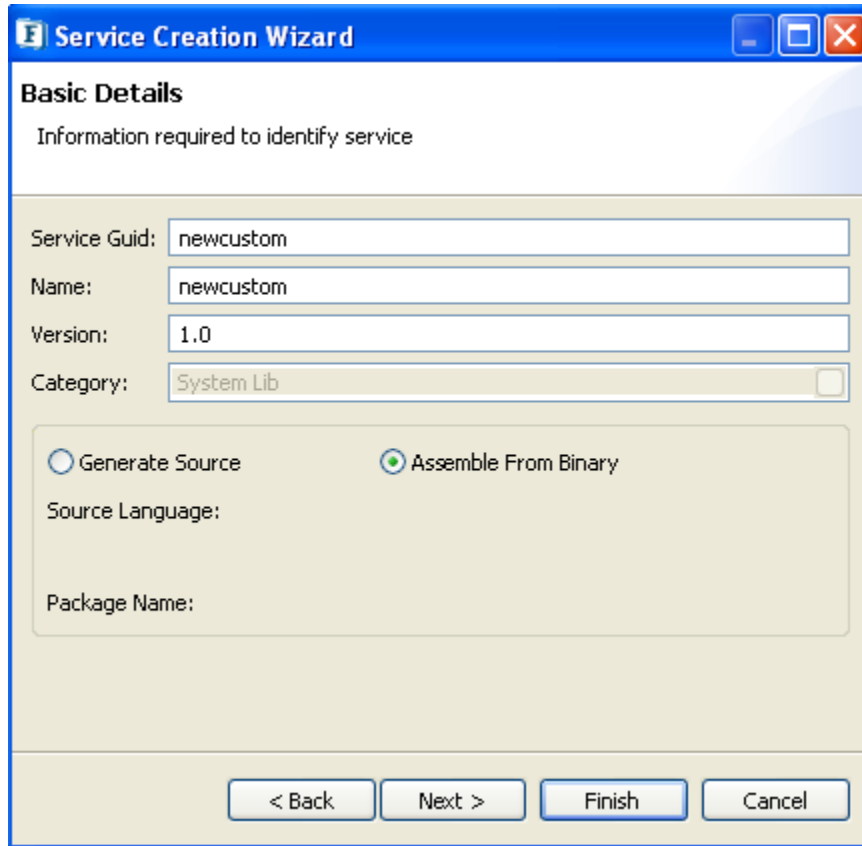 Service Creation Wizard
Basic Details
Information required to identify service
Service Guid: newcustom
Name: newcustom
Version: 1.0
Category: System Lib
Generate Source Assemble From Binary
Source Language:
Package Name:
< Back Next > Finish Cancel